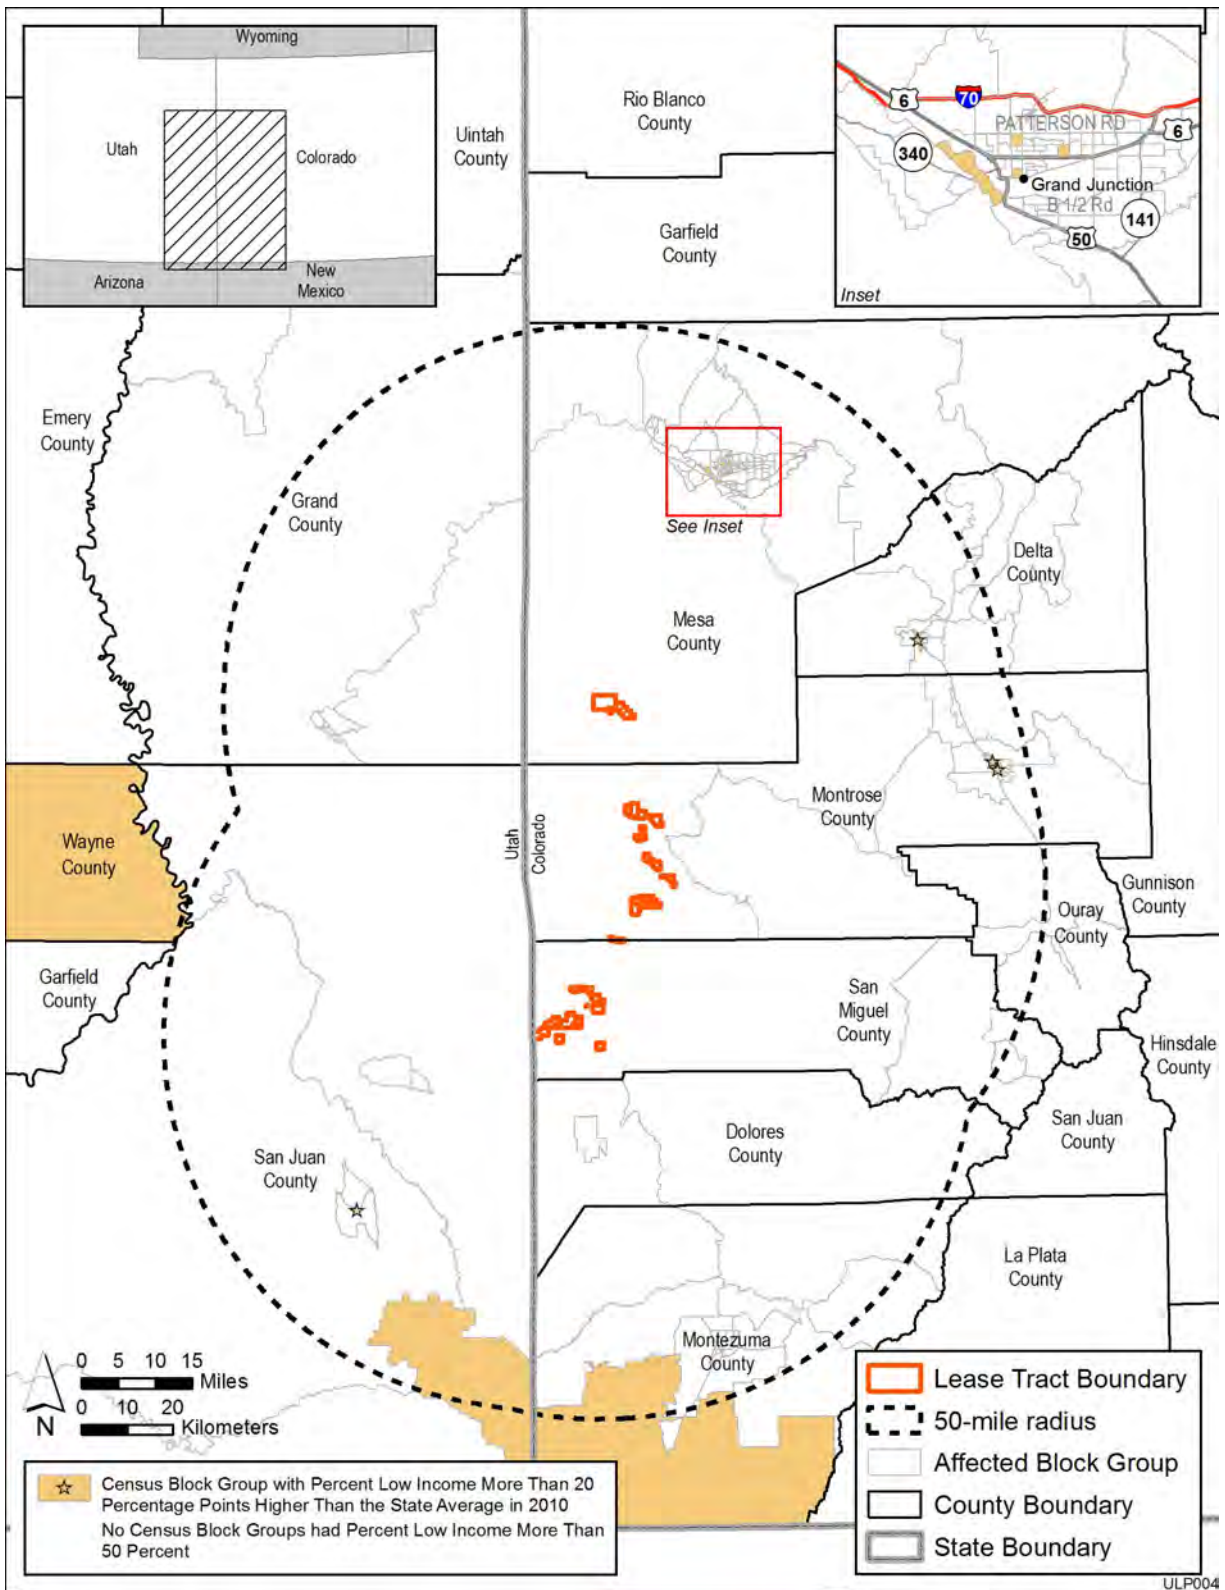 Wyoming
Utah
Colorado
Arizona
New
Mexico
Uintah
County
Rio Blanco
County
Garfield
County
6
70
PATTERSON RD
6
340
Grand Junction
B 1/2 Rd
141
50
Inset
Emery
County
Grand
County
See Inset
Delta
County
Mesa
County
Wayne
County
Utah
Colorado
Montrose
County
Gunnison
County
Ouray
County
Garfield
County
San
Miguel
County
Hinsdale
County
Dolores
County
San Juan
County
San Juan
County
La Plata
County
Montezuma
County
0 5 10 15
Miles
0 10 20
Kilometers
N
Census Block Group with Percent Low Income More Than 20
Percentage Points Higher Than the State Average in 2010
No Census Block Groups had Percent Low Income More Than
50 Percent
Lease Tract Boundary
50-mile radius
Affected Block Group
County Boundary
State Boundary
ULP004